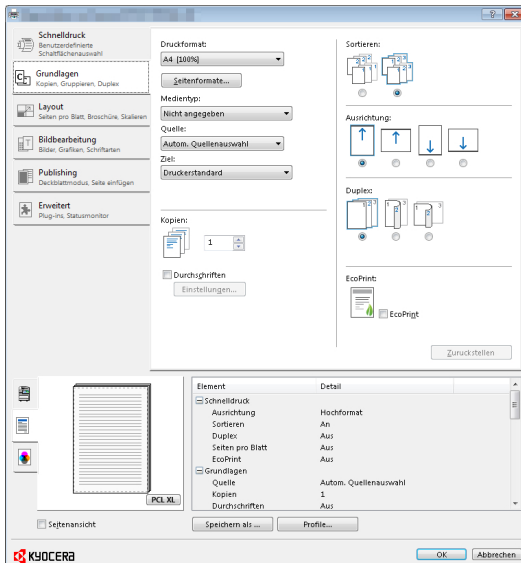 Schnelldruck
Benutzerdefinierte
Schaltflächenauswahl
Grundlagen
Kopien, Gruppieren, Duplex
Layout
Seiten pro Blatt, Broschüre, Skalieren
Bildbearbeitung
Bilder, Grafiken, Schriftarten
Publishing
Deckblattmodus, Seite einfügen
Erweitert
Plug-ins, Statusmonitor
Druckformat:
A4 [100%]
Seitenformate...
Medientyp:
Nicht angegeben
Quelle:
Autom. Quellenauswahl
Ziel:
Druckerstandard
Kopien:
1
Durchschriften
Einstellungen...
Sortieren:
Ausrichtung:
Duplex:
EcoPrint:
EcoPrint
Zurückstellen
PCL XL
Seitenansicht
Element Detail
Schnelldruck
Ausrichtung Hochformat
Sortieren An
Duplex Aus
Seiten pro Blatt Aus
EcoPrint Aus
Grundlagen
Quelle Autom. Quellenauswahl
Kopien 1
Durchschriften Aus
Speichern als ... Profile...
KYOCERA
OK Abbrechen